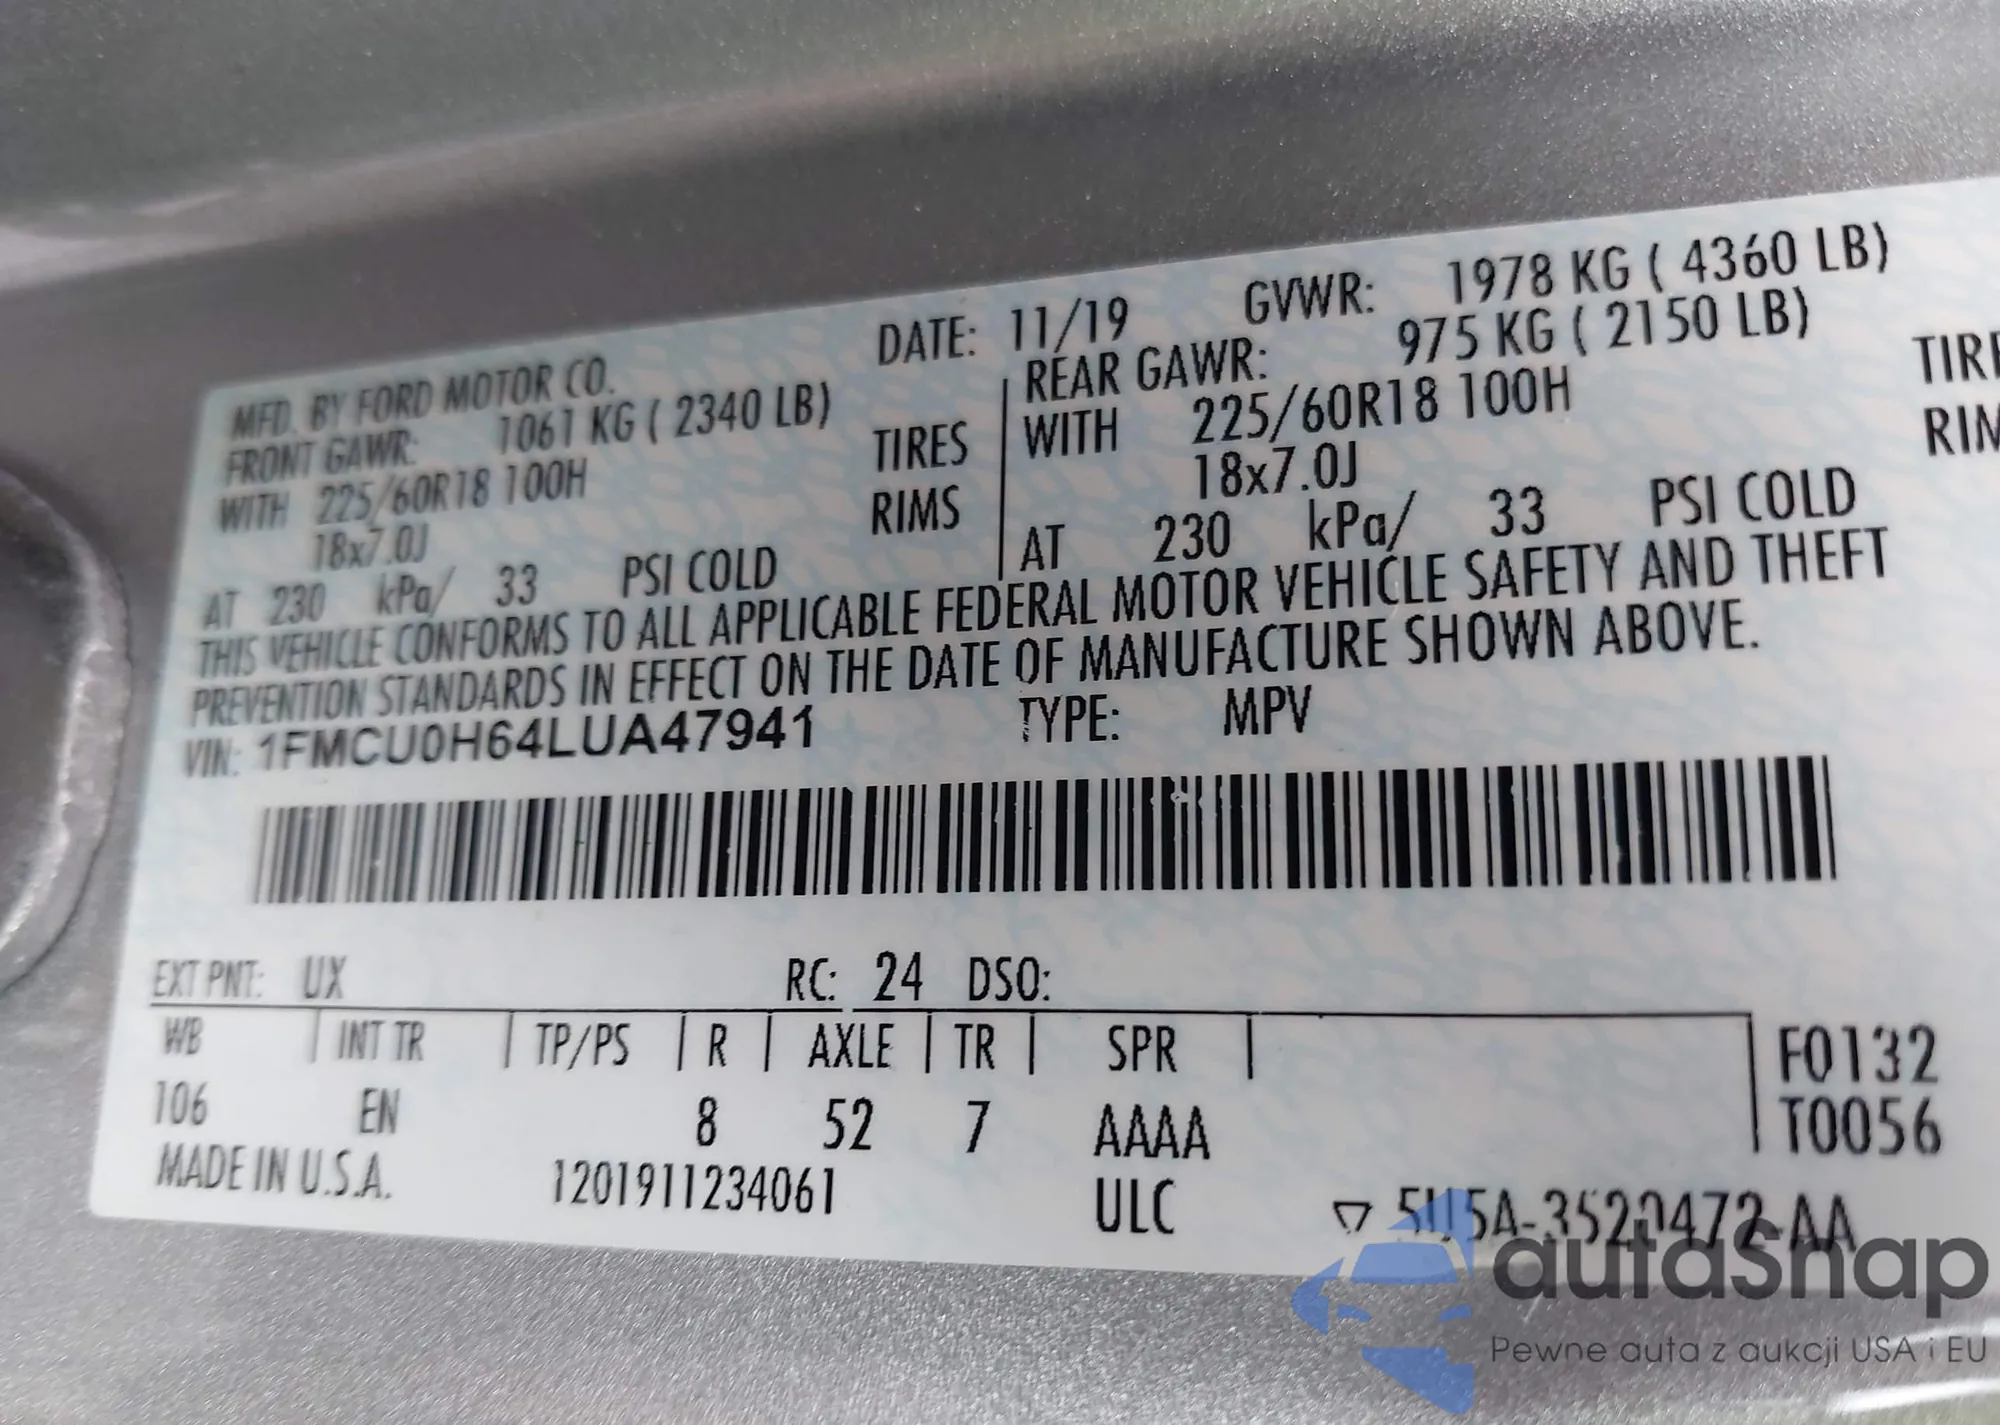 MFD. BY FORD MOTOR CO. DATE: 11/19 GVWR: 1978 KG ( 4360 LB)
FRONT GAWR: 1061 KG ( 2340 LB) REAR GAWR: 975 KG ( 2150 LB)
WITH 225/60R18 100H TIRES WITH 225/60R18 100H
18x7.0J RIMS 18x7.0J
AT 230 kPa/ 33 PSI COLD AT 230 kPa/ 33 PSI COLD
THIS VEHICLE CONFORMS TO ALL APPLICABLE FEDERAL MOTOR VEHICLE SAFETY AND THEFT
PREVENTION STANDARDS IN EFFECT ON THE DATE OF MANUFACTURE SHOWN ABOVE.
VIN: 1FMCU0H64LUA47941 TYPE: MPV
EXT PNT: UX RC: 24 DSO:
WB INT TR TP/PS R AXLE TR SPR F0132
106 EN 8 52 7 AAAA T0056
MADE IN U.S.A. 1201911234061 ULC
autaSnap
Pewne auta z aukcji USA i EU